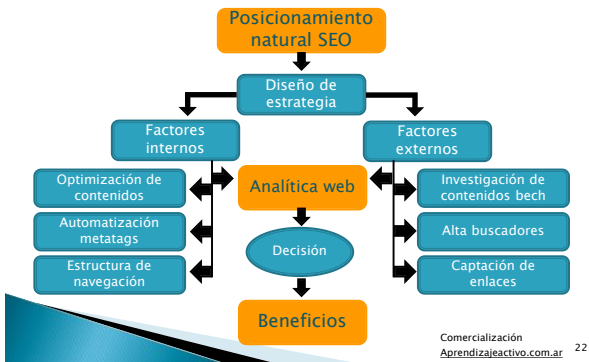 Posicionamiento
natural SEO
Diseño de
estrategia
Factores
internos
Factores
externos
Optimización de
contenidos
Analítica web
Investigación de
contenidos bech
Automatización
metatags
Decisión
Alta buscadores
Estructura de
navegación
Captación de
enlaces
Beneficios
Comercialización
Aprendizajeactivo.com.ar
22